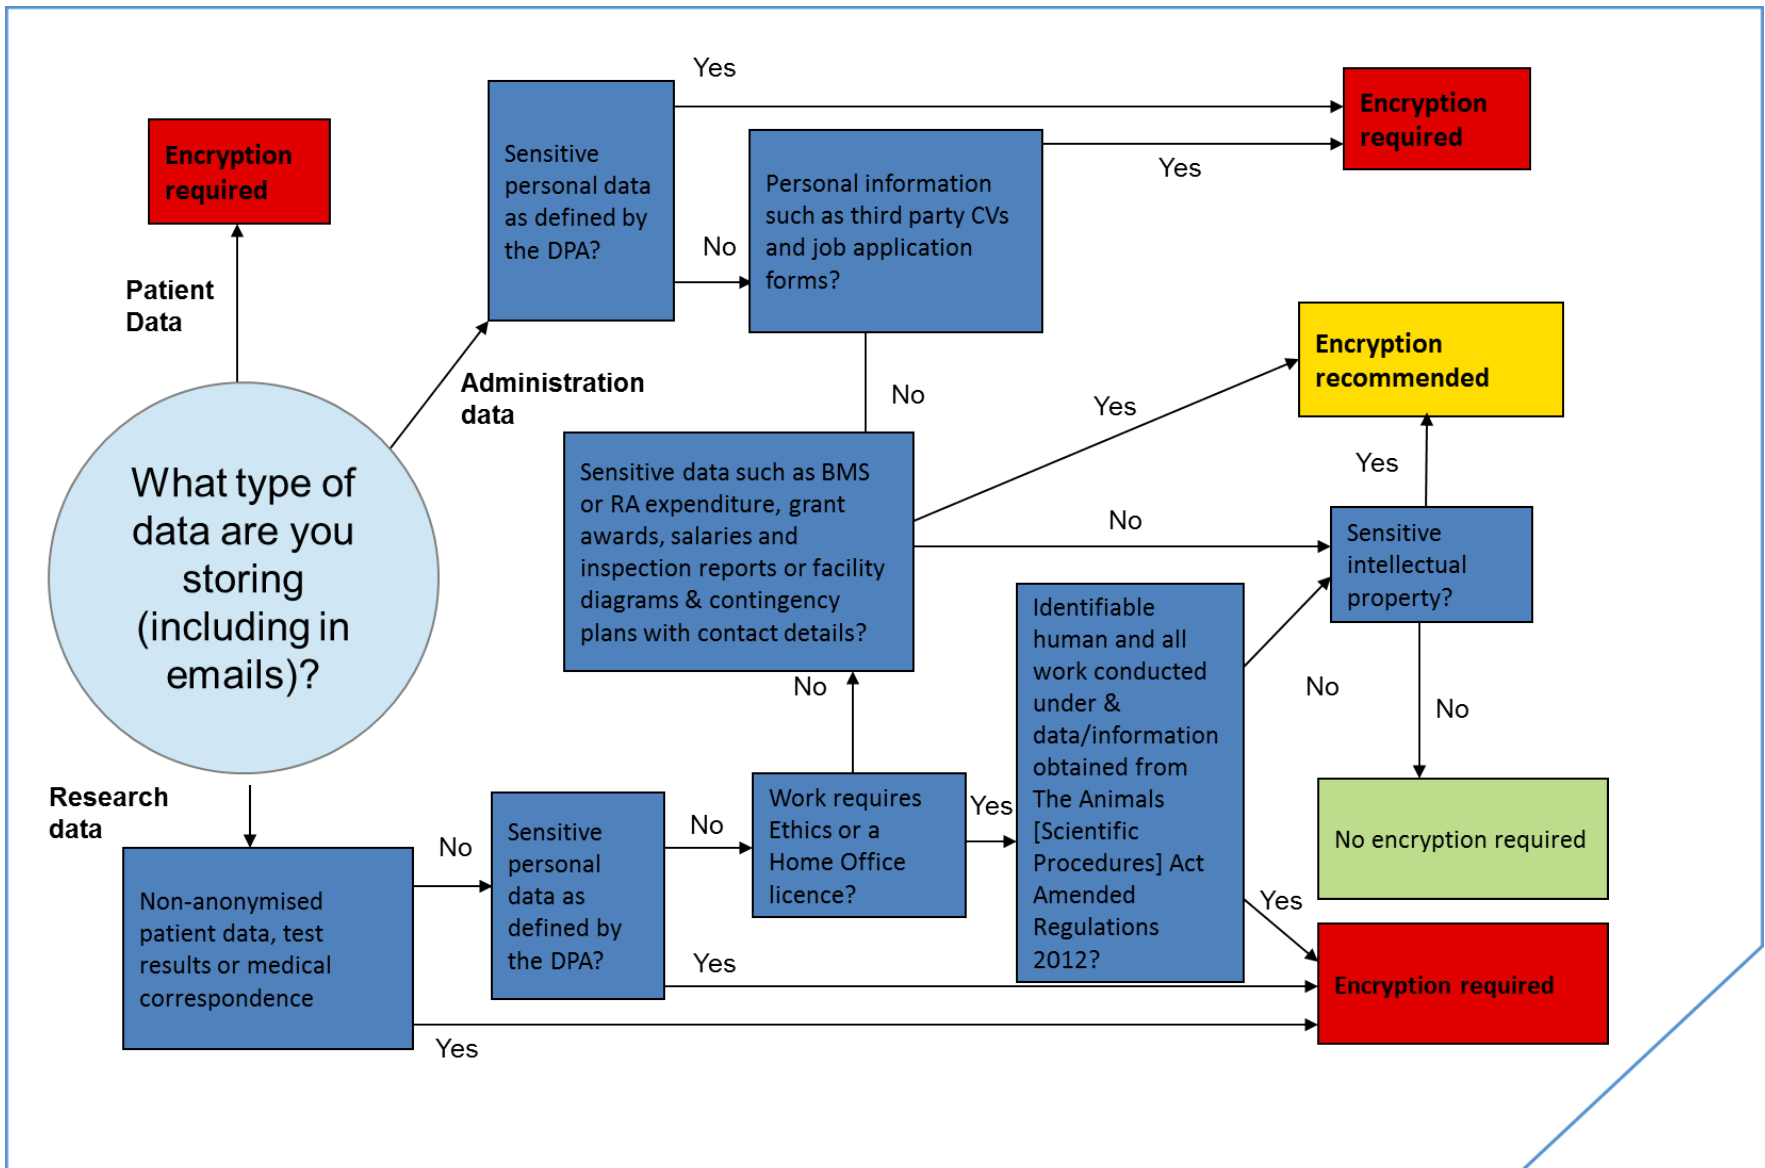 Yes
Encryption
required
Encryption
required
Sensitive
personal data
as defined by
the DPA?
Personal information
such as third party CVs
and job application
forms?
Yes
No
Patient
Data
Administration
data
No
Encryption
recommended
Yes
What type of
data are you
storing
(including in
emails)?
Sensitive data such as BMS
or RA expenditure, grant
awards, salaries and
inspection reports or facility
diagrams & contingency
plans with contact details?
Yes
No
Sensitive
intellectual
property?
Identifiable
human and all
work conducted
under &
data/information
obtained from
The Animals
[Scientific
Procedures] Act
Amended
Regulations
2012?
No
No
No
Research
data
Non-anonymised
patient data, test
results or medical
correspondence
No
Sensitive
personal
data as
defined by
the DPA?
No
Work requires
Ethics or a
Home Office
licence?
Yes
No encryption required
Yes
Yes
Encryption required
Yes